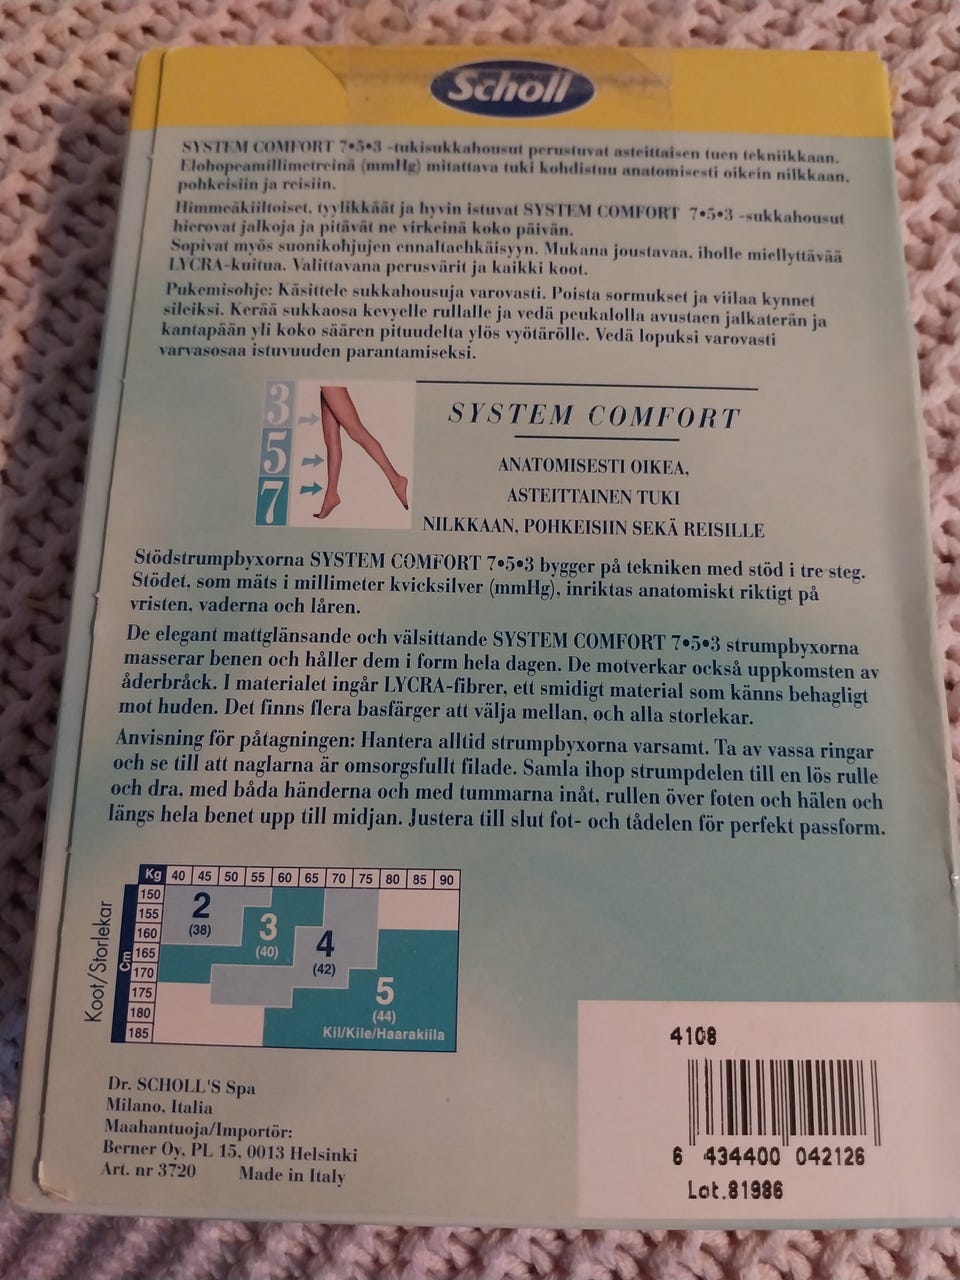 Scholl
SYSTEM COMFORT 7•5•3 -tukisukkahousut perustuvat asteittaisen tuen tekniikkaan.
Elohopeamillimetreinä (mmHg) mitattava tuki kohdistuu anatomisesti oikein nilkkaan,
pohkeisiin ja reisiin.
Himmeäkiiltoiset, tyylikkäät ja hyvin istuvat SYSTEM COMFORT 7•5•3 -sukkahousut
hierovat jalkoja ja pitävät ne virkeinä koko päivän.
Sopivat myös suonikohjujen ennaltaehkäisyyn. Mukana joustavaa, iholle miellyttävää
LYCRA-kuitua. Valittavana perusvärit ja kaikki koot.
Pukemisohje: Käsittele sukkahousuja varovasti. Poista sormukset ja viilaa kynnet
sileiksi. Kerää sukkaosa kevyelle rullalle ja vedä peukalolla avustaen jalkaterän ja
kantapään yli koko säären pituudelta ylös vyötärölle. Vedä lopuksi varovasti
varvasosaa istuvuuden parantamiseksi.
3
5
7
SYSTEM COMFORT
ANATOMISESTI OIKEA,
ASTEITTAINEN TUKI
NILKKAAN, POHKEISIIN SEKÄ REISILLE
Stödstrumpbyxorna SYSTEM COMFORT 7•5•3 bygger på tekniken med stöd i tre steg.
Stödet, som mäts i millimeter kvicksilver (mmHg), inriktas anatomiskt riktigt på
vristen, vaderna och låren.
De elegant mattglänsande och välsittande SYSTEM COMFORT 7•5•3 strumpbyxorna
masserar benen och håller dem i form hela dagen. De motverkar också uppkomsten av
åderbråck. I materialet ingår LYCRA-fibrer, ett smidigt material som känns behagligt
mot huden. Det finns flera basfärger att välja mellan, och alla storlekar.
Anvisning för påtagningen: Hantera alltid strumpbyxorna varsamt. Ta av vassa ringar
och se till att naglarna är omsorgsfullt filade. Samla ihop strumpdelen till en lös rulle
och dra, med båda händerna och med tummarna inåt, rullen över foten och hälen och
längs hela benet upp till midjan. Justera till slut fot- och tådelen för perfekt passform.
Koot/Storlekar
Kg 40 45 50 55 60 65 70 75 80 85 90
Cm
150
155
160
165
170
175
180
185
2
(38)
3
(40)
4
(42)
5
(44)
Kil/Kile/Haarakiila
Dr. SCHOLL'S Spa
Milano, Italia
Maahantuoja/Importör:
Berner Oy, PL 15, 0013 Helsinki
Art. nr 3720 Made in Italy
4108
6 434400 042126
Lot.81986